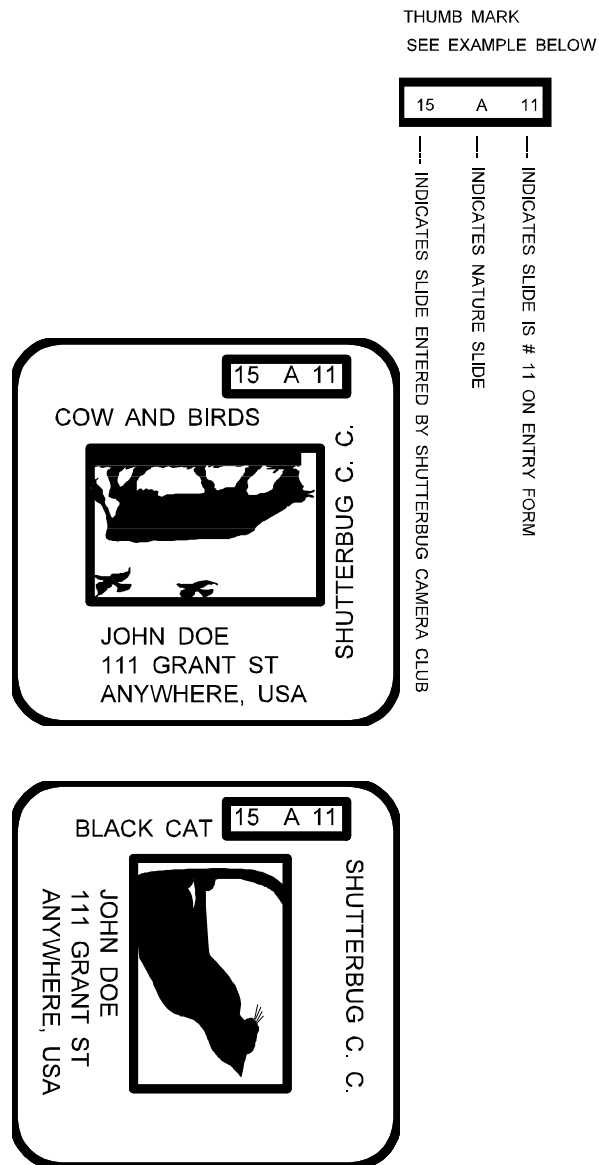 THUMB MARK
SEE EXAMPLE BELOW
15 A 11
---- INDICATES SLIDE ENTERED BY SHUTTERBUG CAMERA CLUB
---- INDICATES NATURE SLIDE
---- INDICATES SLIDE IS # 11 ON ENTRY FORM
15 A 11
COW AND BIRDS
SHUTTERBUG C. C.
JOHN DOE
111 GRANT ST
ANYWHERE, USA
15 A 11
BLACK CAT
SHUTTERBUG C. C.
JOHN DOE
111 GRANT ST
ANYWHERE, USA